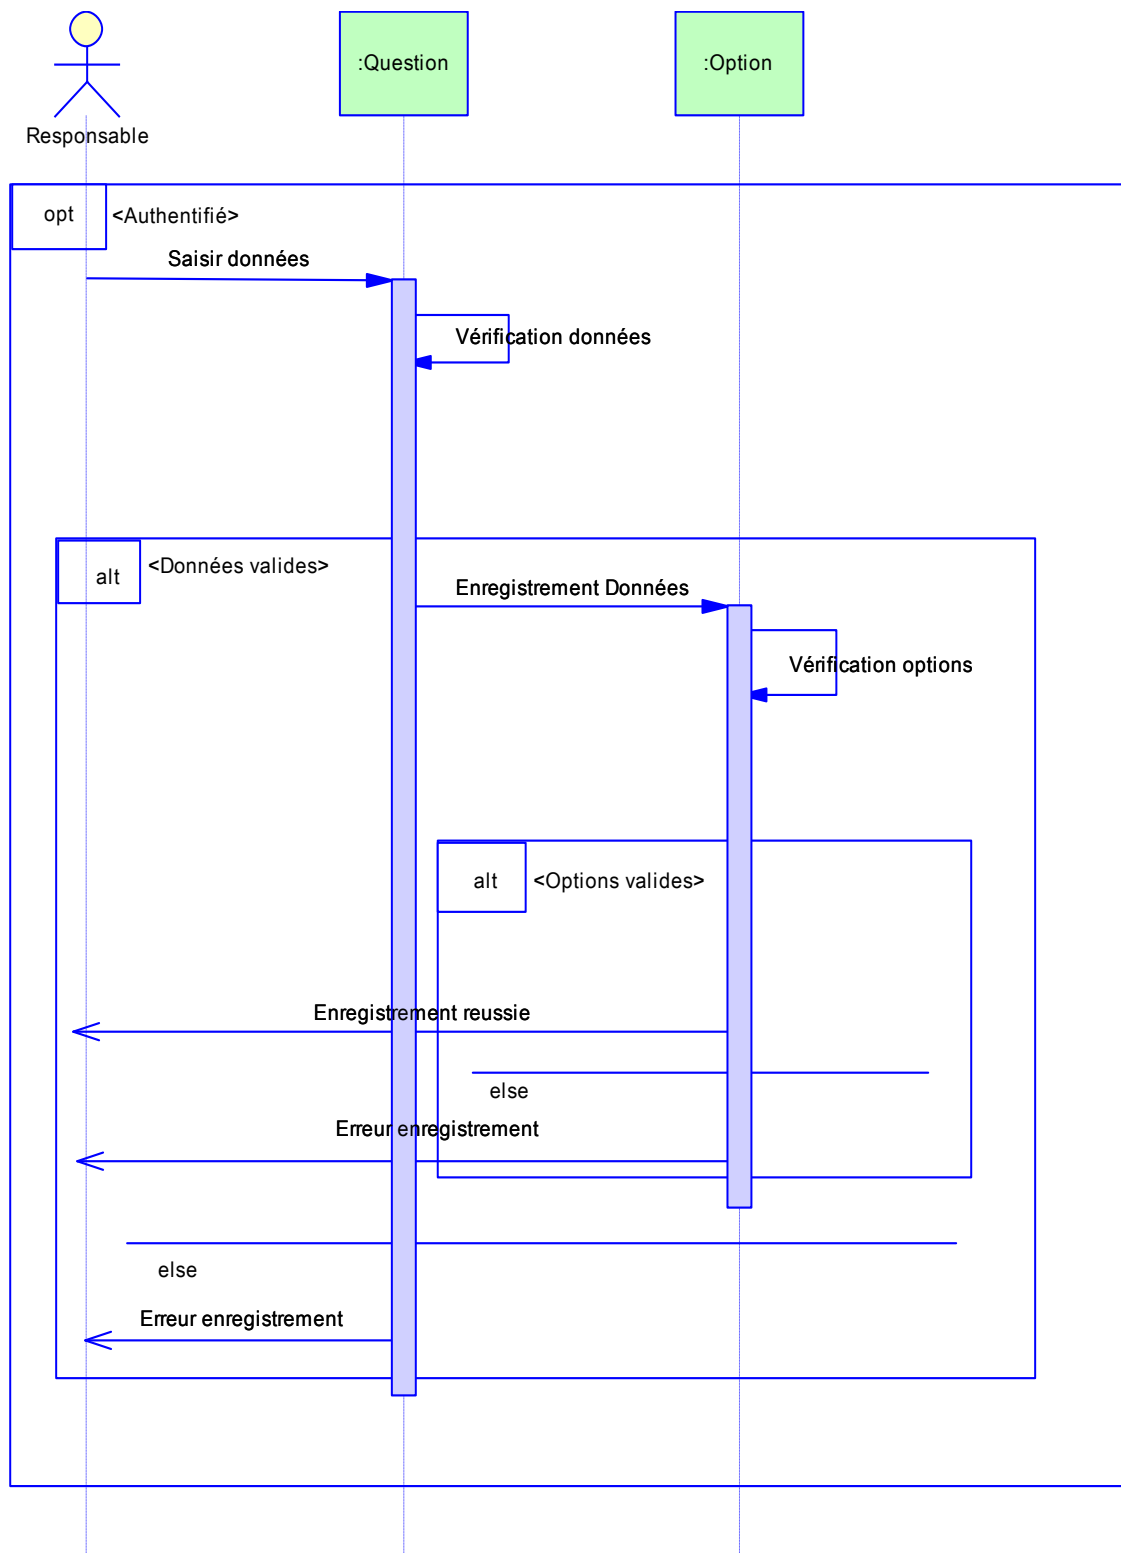 :Question
:Option
Responsable
opt
<Authentifié>
Saisir données
Vérification données
<Données valides>
alt
Enregistrement Données
Vérification options
alt
<Options valides>
Enregistrement reussie
else
Erreur enregistrement
else
Erreur enregistrement